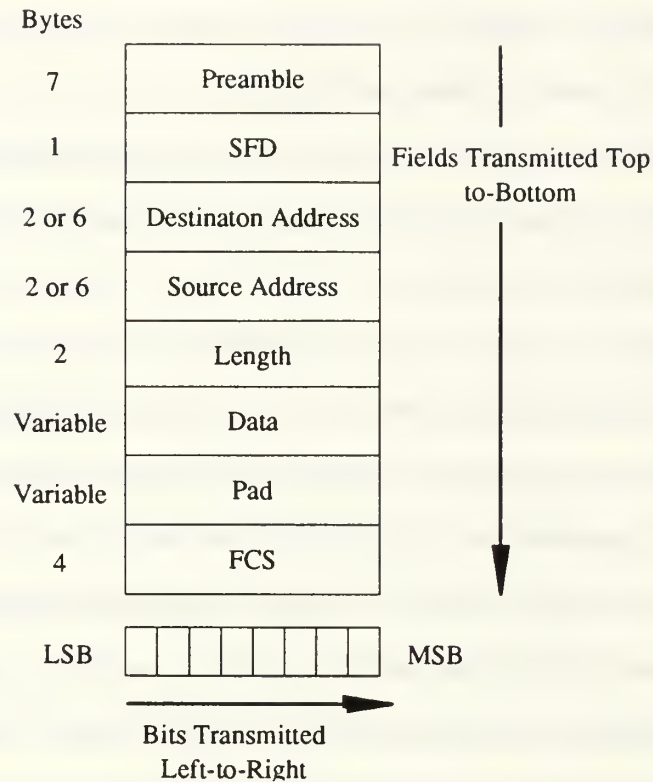 Bytes
7 Preamble
1 SFD
Fields Transmitted Top
to-Bottom
2 or 6 Destinaton Address
2 or 6 Source Address
2 Length
Variable Data
Variable Pad
4 FCS
LSB MSB
Bits Transmitted
Left-to-Right